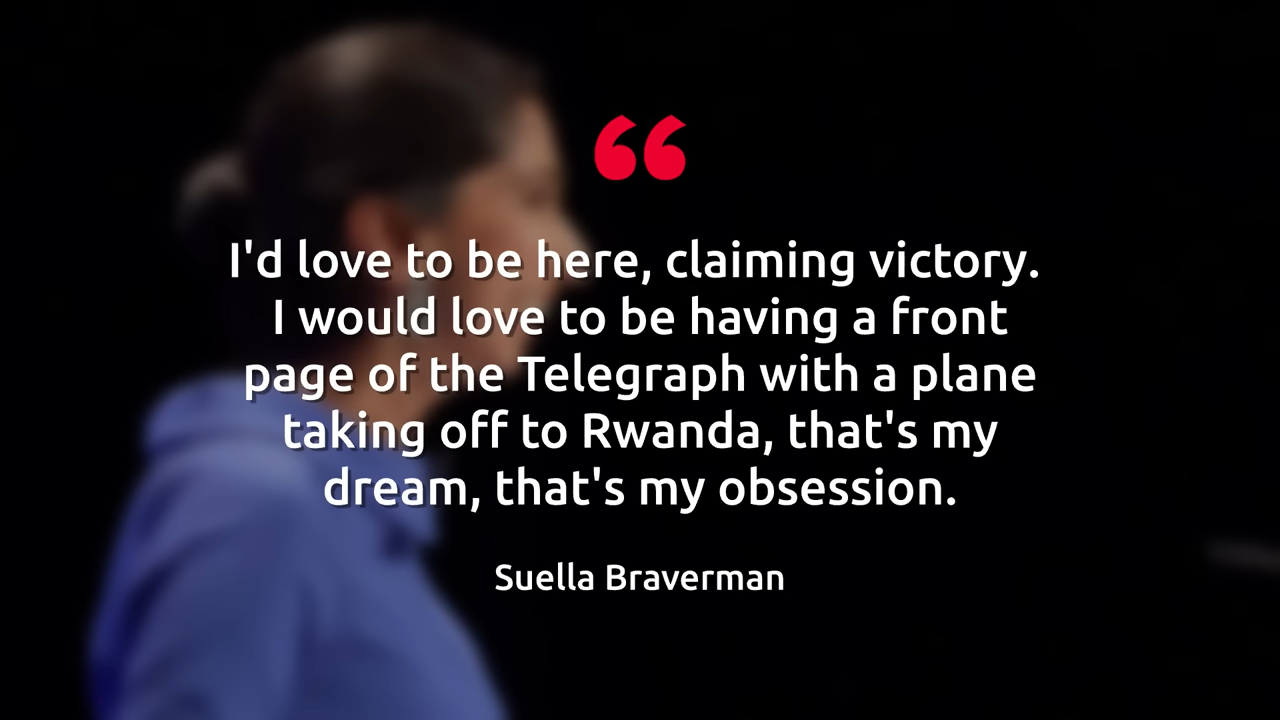 “
I'd love to be here, claiming victory.
I would love to be having a front
page of the Telegraph with a plane
taking off to Rwanda, that's my
dream, that's my obsession.
Suella Braverman